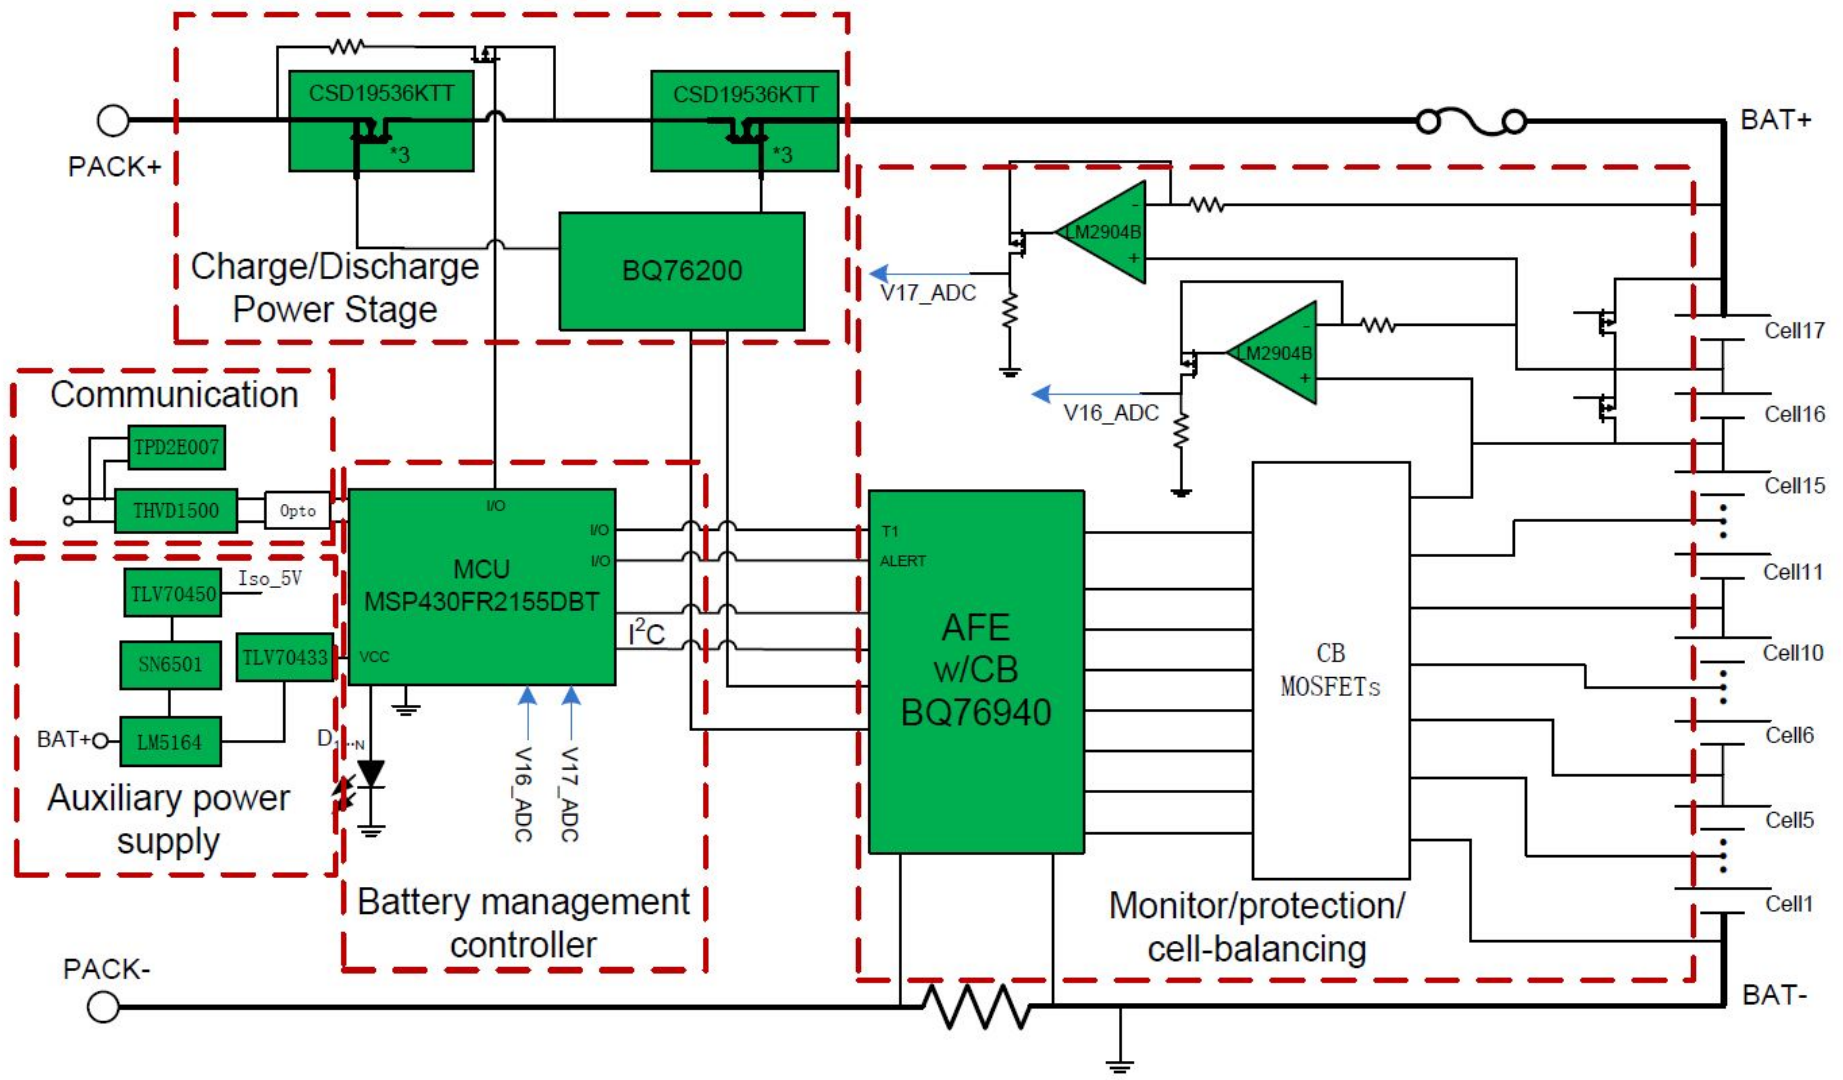 CSD19536KTT
*3
CSD19536KTT
*3
PACK+
BAT+
Charge/Discharge
Power Stage
BQ76200
LM2904B
-
+
V17_ADC
LM2904B
-
+
V16_ADC
Cell17
Cell16
Cell15
Cell11
Cell10
Cell6
Cell5
Cell1
Communication
TPD2E007
THVD1500
Opto
I/O
I/O
I/O
MCU
MSP430FR2155DBT
I²C
VCC
T1
ALERT
AFE
w/CB
BQ76940
CB
MOSFETs
TLV70450
Iso_5V
SN6501
TLV70433
BAT+
LM5164
Auxiliary power
supply
D1...N
V16_ADC
V17_ADC
Battery management
controller
Monitor/protection/
cell-balancing
PACK-
BAT-